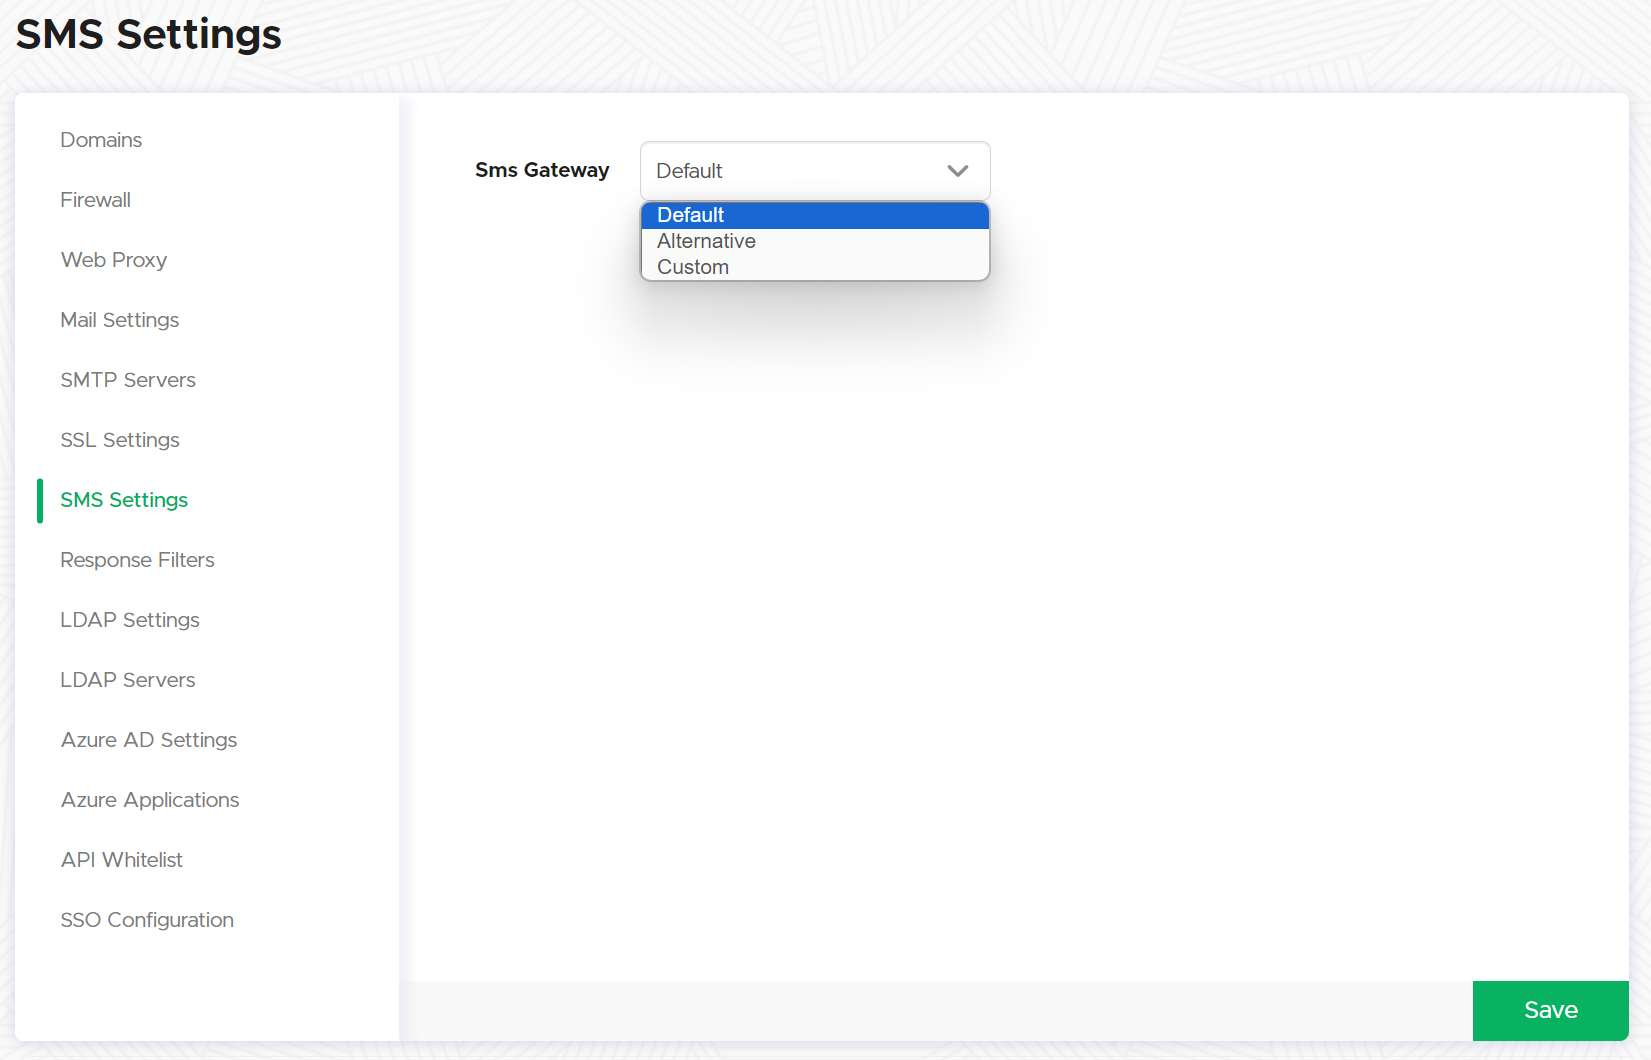 SMS Settings
Domains
Firewall
Web Proxy
Mail Settings
SMTP Servers
SSL Settings
SMS Settings
Response Filters
LDAP Settings
LDAP Servers
Azure AD Settings
Azure Applications
API Whitelist
SSO Configuration
Sms Gateway Default
Default
Alternative
Custom
Save